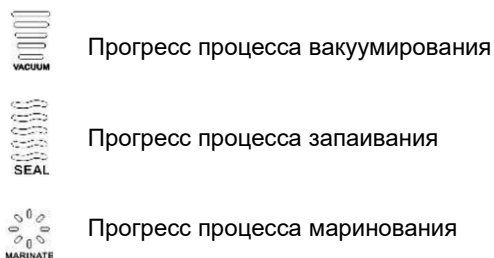 VACUUM
Прогресс процесса вакуумирования
SEAL
Прогресс процесса запаивания
MARINATE
Прогресс процесса маринования